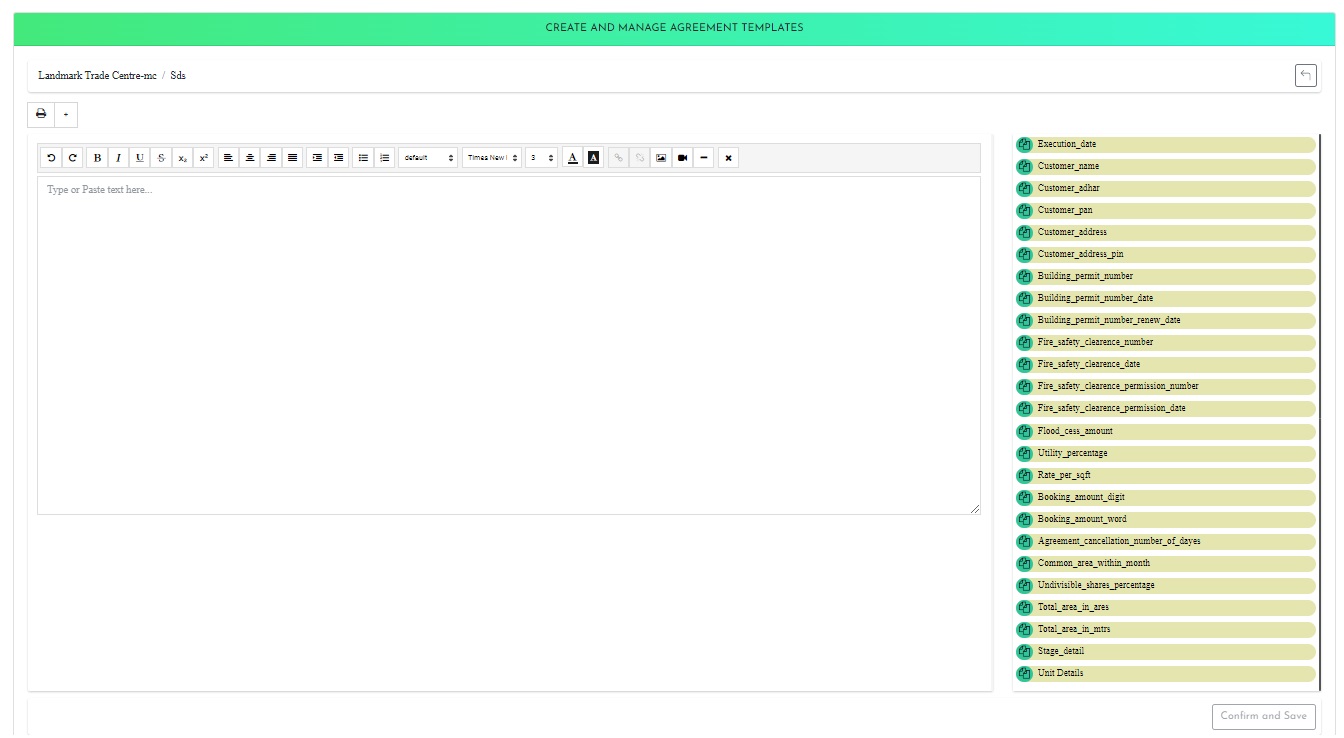 CREATE AND MANAGE AGREEMENT TEMPLATES
Landmark Trade Centre-mc / Sds
+
B I U S x₂ x² default Times New I 3 A A
Type or Paste text here...
Execution_date
Customer_name
Customer_adhar
Customer_pan
Customer_address
Customer_address_pin
Building_permit_number
Building_permit_number_date
Building_permit_number_renew_date
Fire_safety_clearence_number
Fire_safety_clearence_date
Fire_safety_clearence_permission_number
Fire_safety_clearence_permission_date
Flood_cess_amount
Utility_percentage
Rate_per_sqft
Booking_amount_digit
Booking_amount_word
Agreement_cancellation_number_of_dayes
Common_area_within_month
Undivisible_shares_percentage
Total_area_in_ares
Total_area_in_mtrs
Stage_detail
Unit Details
Confirm and Save